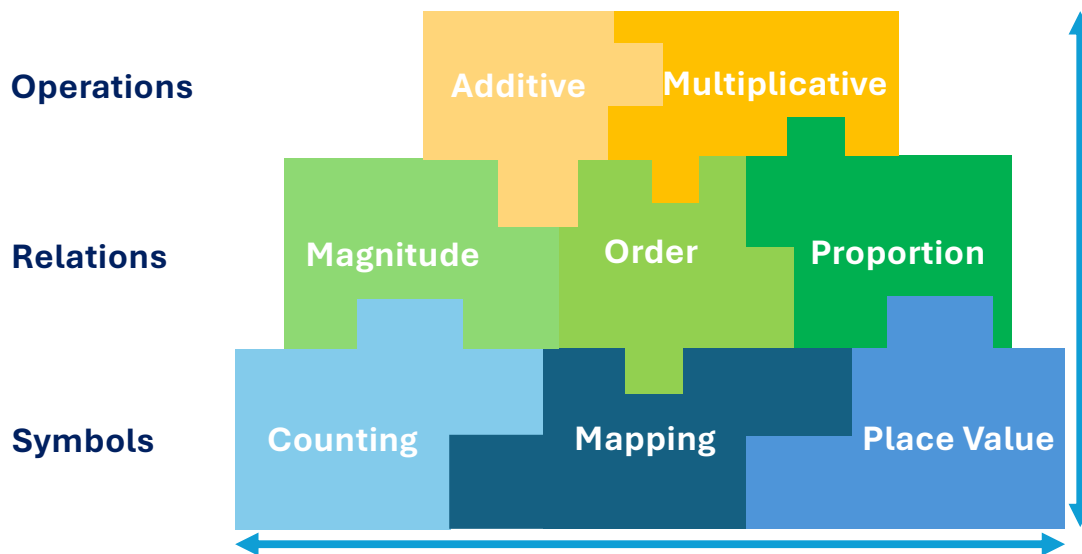 Operations
Additive
Multiplicative
Relations
Magnitude
Order
Proportion
Symbols
Counting
Mapping
Place Value